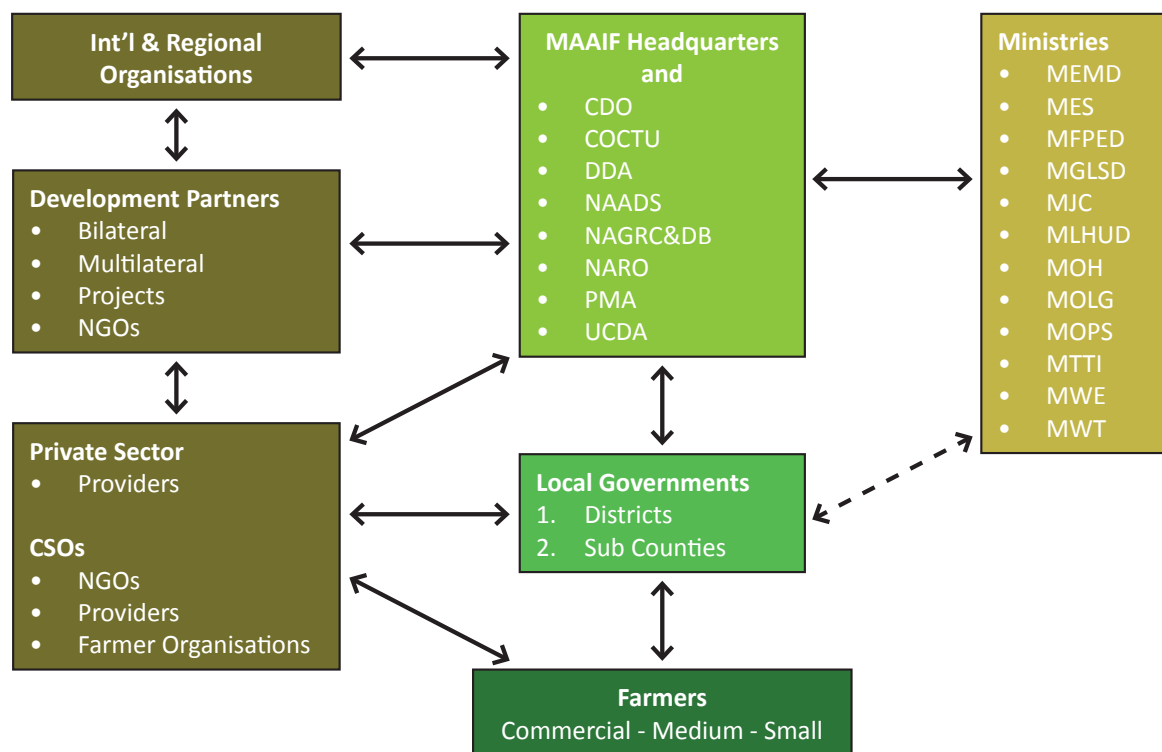 Int'l & Regional
Organisations
Development Partners
• Bilateral
• Multilateral
• Projects
• NGOs
Private Sector
• Providers
CSOs
• NGOs
• Providers
• Farmer Organisations
MAAIF Headquarters
and
• CDO
• COCTU
• DDA
• NAADS
• NAGRC&DB
• NARO
• PMA
• UCDA
Local Governments
1. Districts
2. Sub Counties
Farmers
Commercial - Medium - Small
Ministries
• MEMD
• MES
• MFPED
• MGLSD
• MJC
• MLHUD
• MOH
• MOLG
• MOPS
• MTTI
• MWE
• MWT